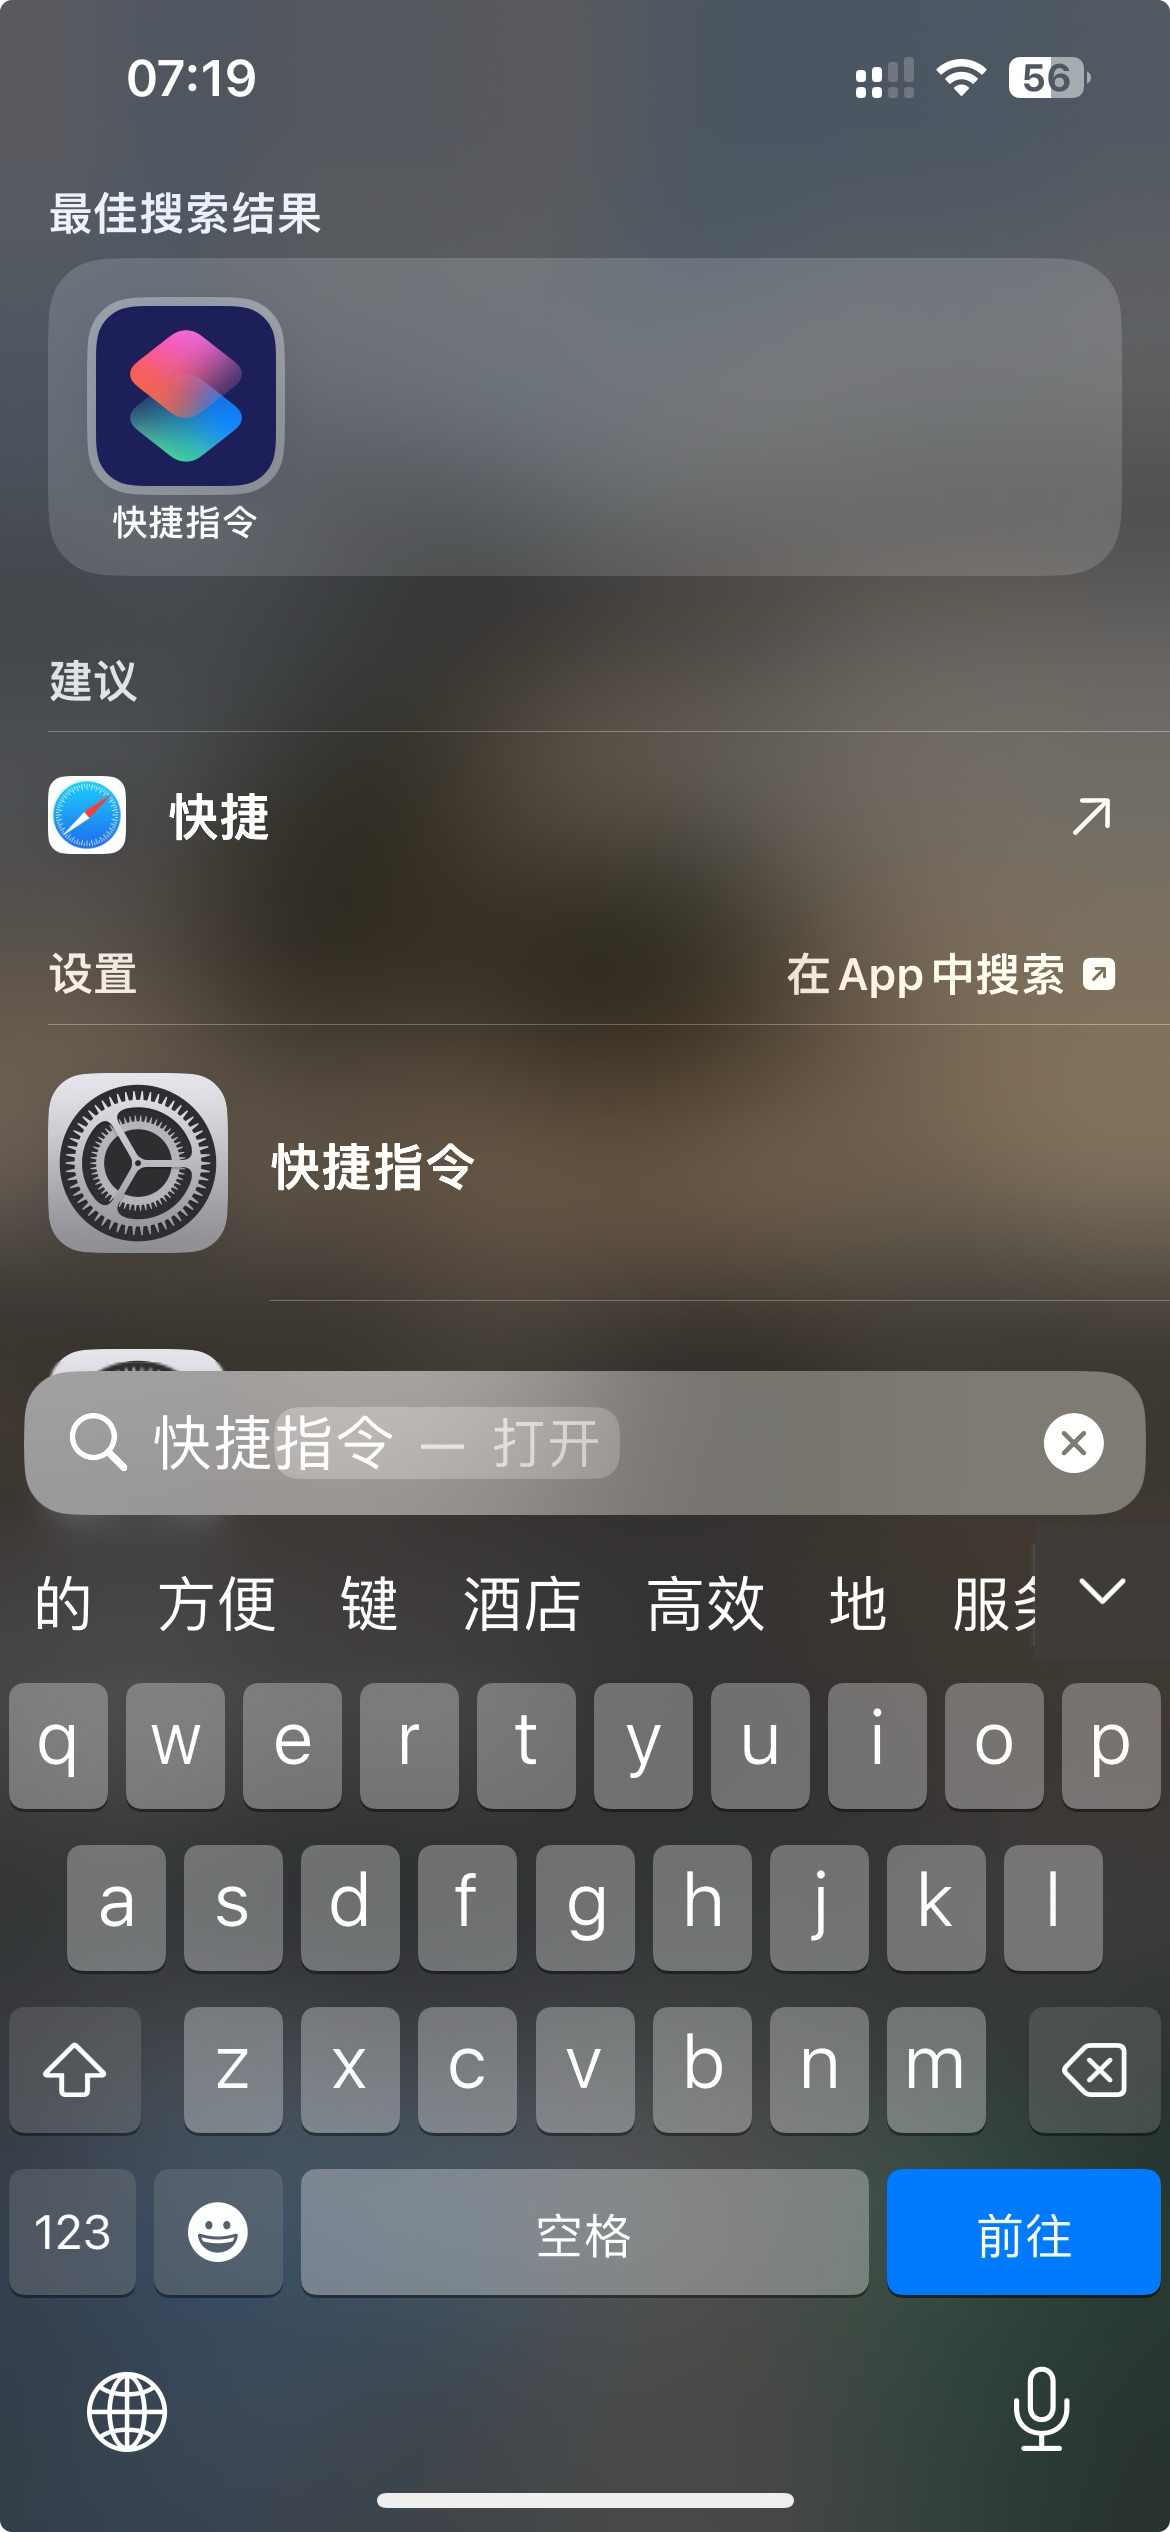 07:19
56
最佳搜索结果
快捷指令
建议
快捷
设置 在 App 中搜索
快捷指令
快捷指令 — 打开
的 方便 键 酒店 高效 地 服务
q w e r t y u i o p
a s d f g h j k l
z x c v b n m
123 空格 前往